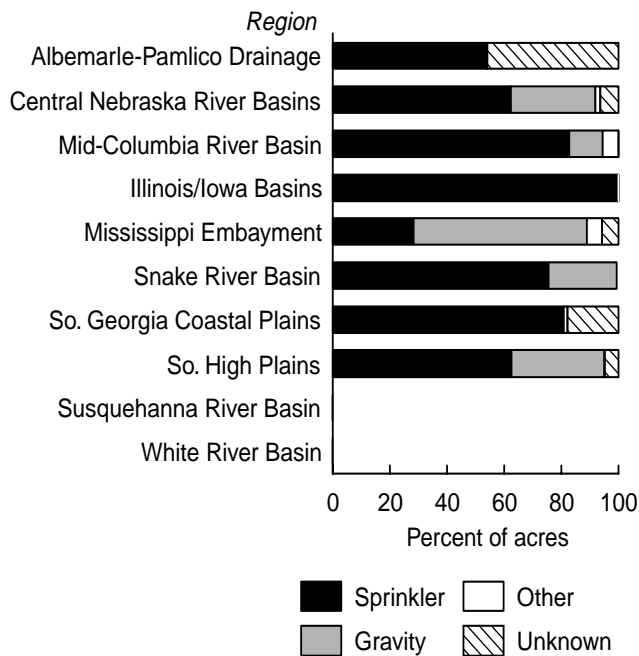 Region
Albemarle-Pamlico Drainage
Central Nebraska River Basins
Mid-Columbia River Basin
Illinois/Iowa Basins
Mississippi Embayment
Snake River Basin
So. Georgia Coastal Plains
So. High Plains
Susquehanna River Basin
White River Basin
0 20 40 60 80 100
Percent of acres
Sprinkler Other
Gravity Unknown